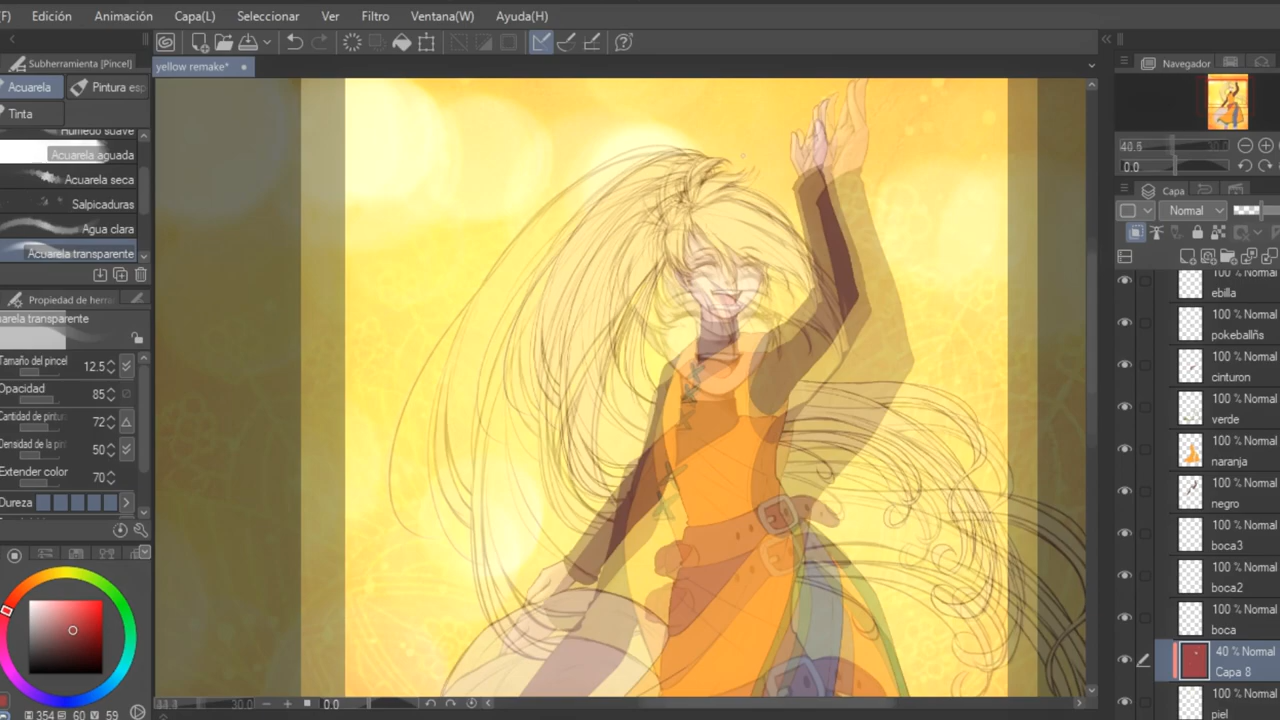 F) Edición Animación Capa(L) Seleccionar Ver Filtro Ventana(W) Ayuda(H)
Subherramienta [Pincel]
yellow remake*
Navegador
Acuarela Pintura esp
Tinta
Húmedo suave
Acuarela aguada
Acuarela seca
Salpicaduras
Agua clara
Acuarela transparente
Propiedad de herra
arela transparente
Tamaño del pincel 12.5
Opacidad 85
Cantidad de pintu 72
Densidad de la pin 50
Extender color 70
Dureza
354 60 V 59
30.0 0.0
0.0
Capa
Normal
100 % Normal
ebilla
100 % Normal
pokeballñs
100 % Normal
cinturon
100 % Normal
verde
100 % Normal
naranja
100 % Normal
negro
100 % Normal
boca3
100 % Normal
boca2
100 % Normal
boca
40 % Normal
Capa 8
100 % Normal
piel